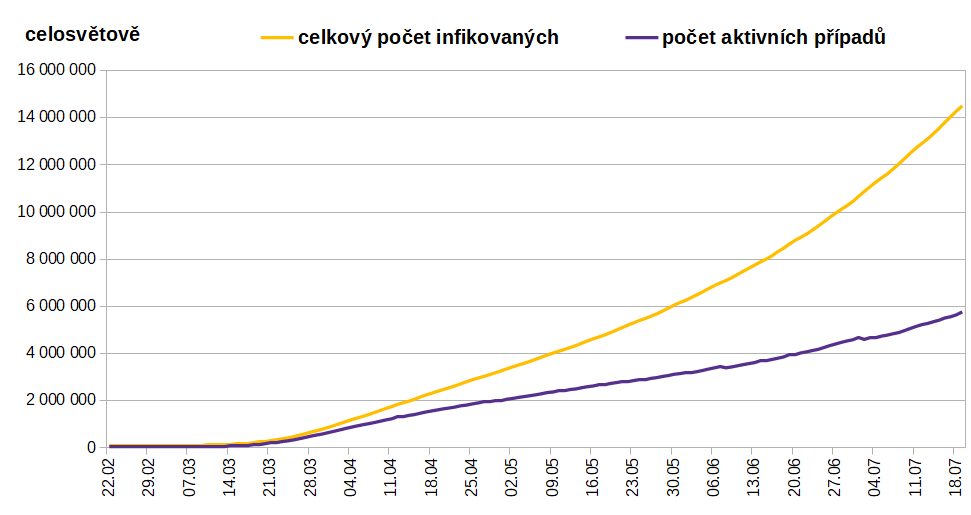 celosvětově
celkový počet infikovaných
počet aktivních případů
16 000 000
14 000 000
12 000 000
10 000 000
8 000 000
6 000 000
4 000 000
2 000 000
0
22.02
29.02
07.03
14.03
21.03
28.03
04.04
11.04
18.04
25.04
02.05
09.05
16.05
23.05
30.05
06.06
13.06
20.06
27.06
04.07
11.07
18.07